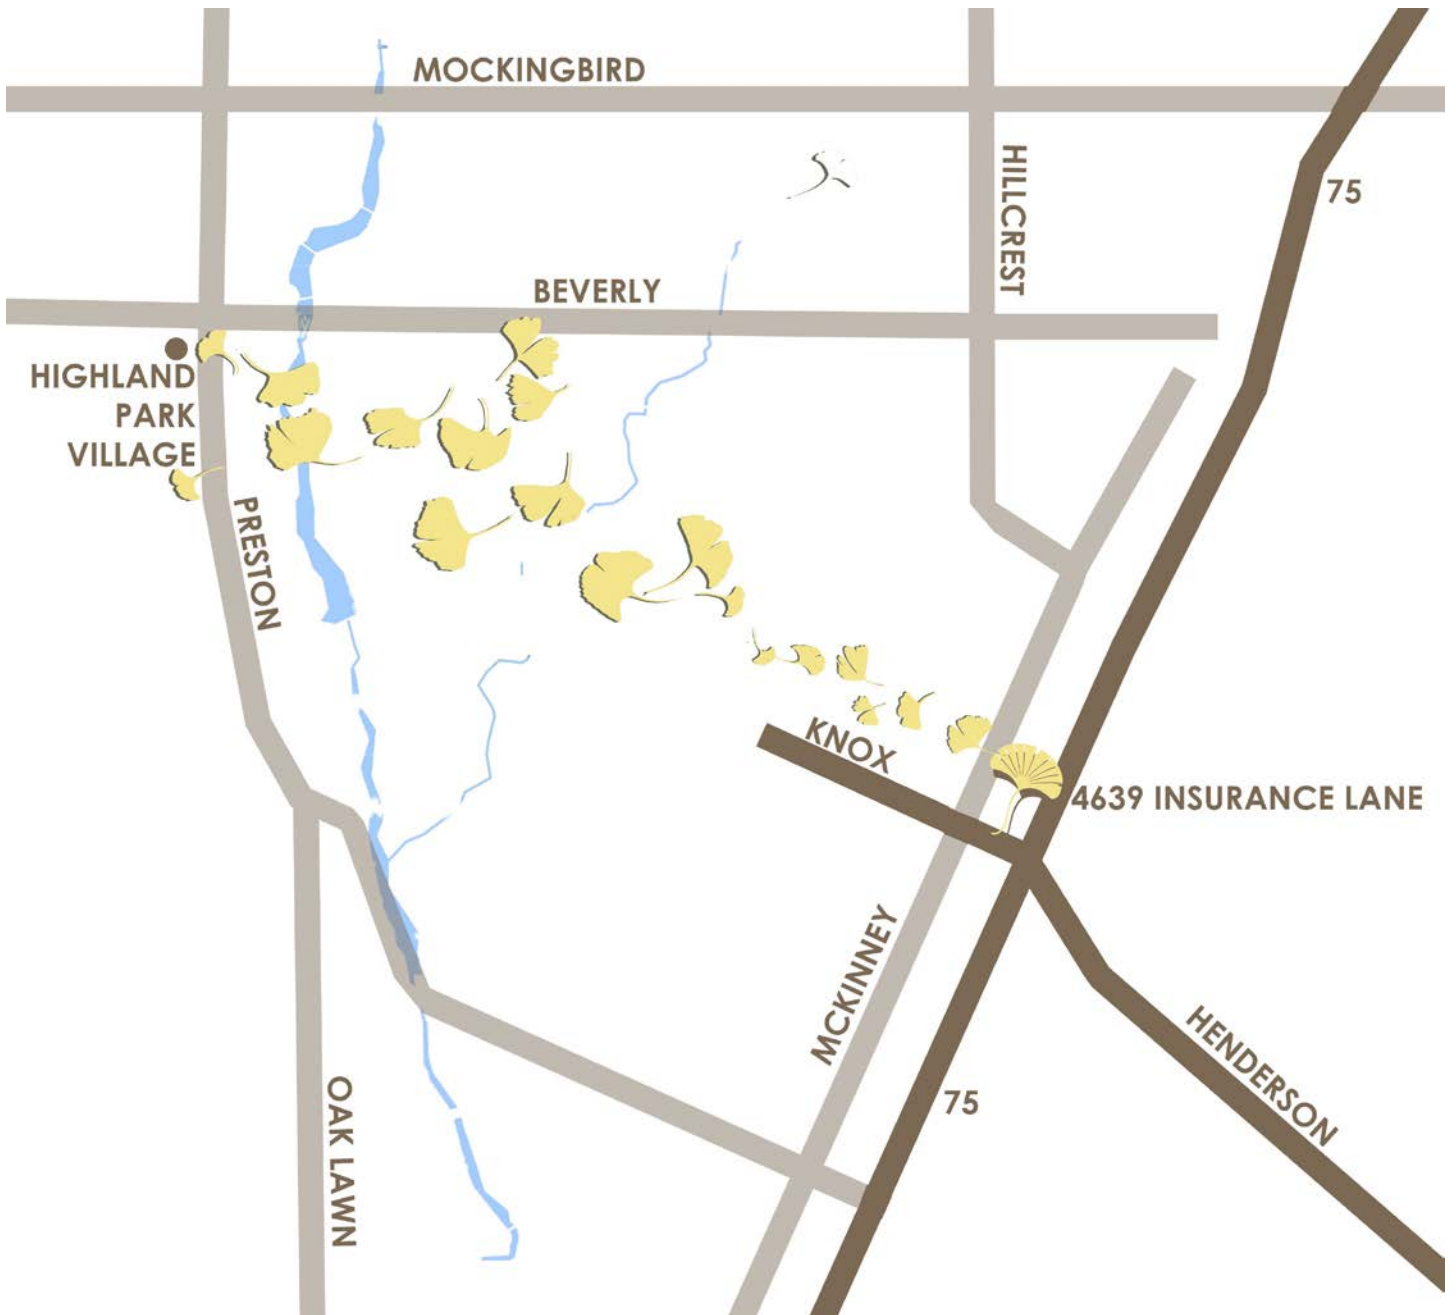 MOCKINGBIRD
HILLCREST
75
BEVERLY
HIGHLAND
PARK
VILLAGE
PRESTON
KNOX
4639 INSURANCE LANE
MCKINNEY
HENDERSON
75
OAK LAWN